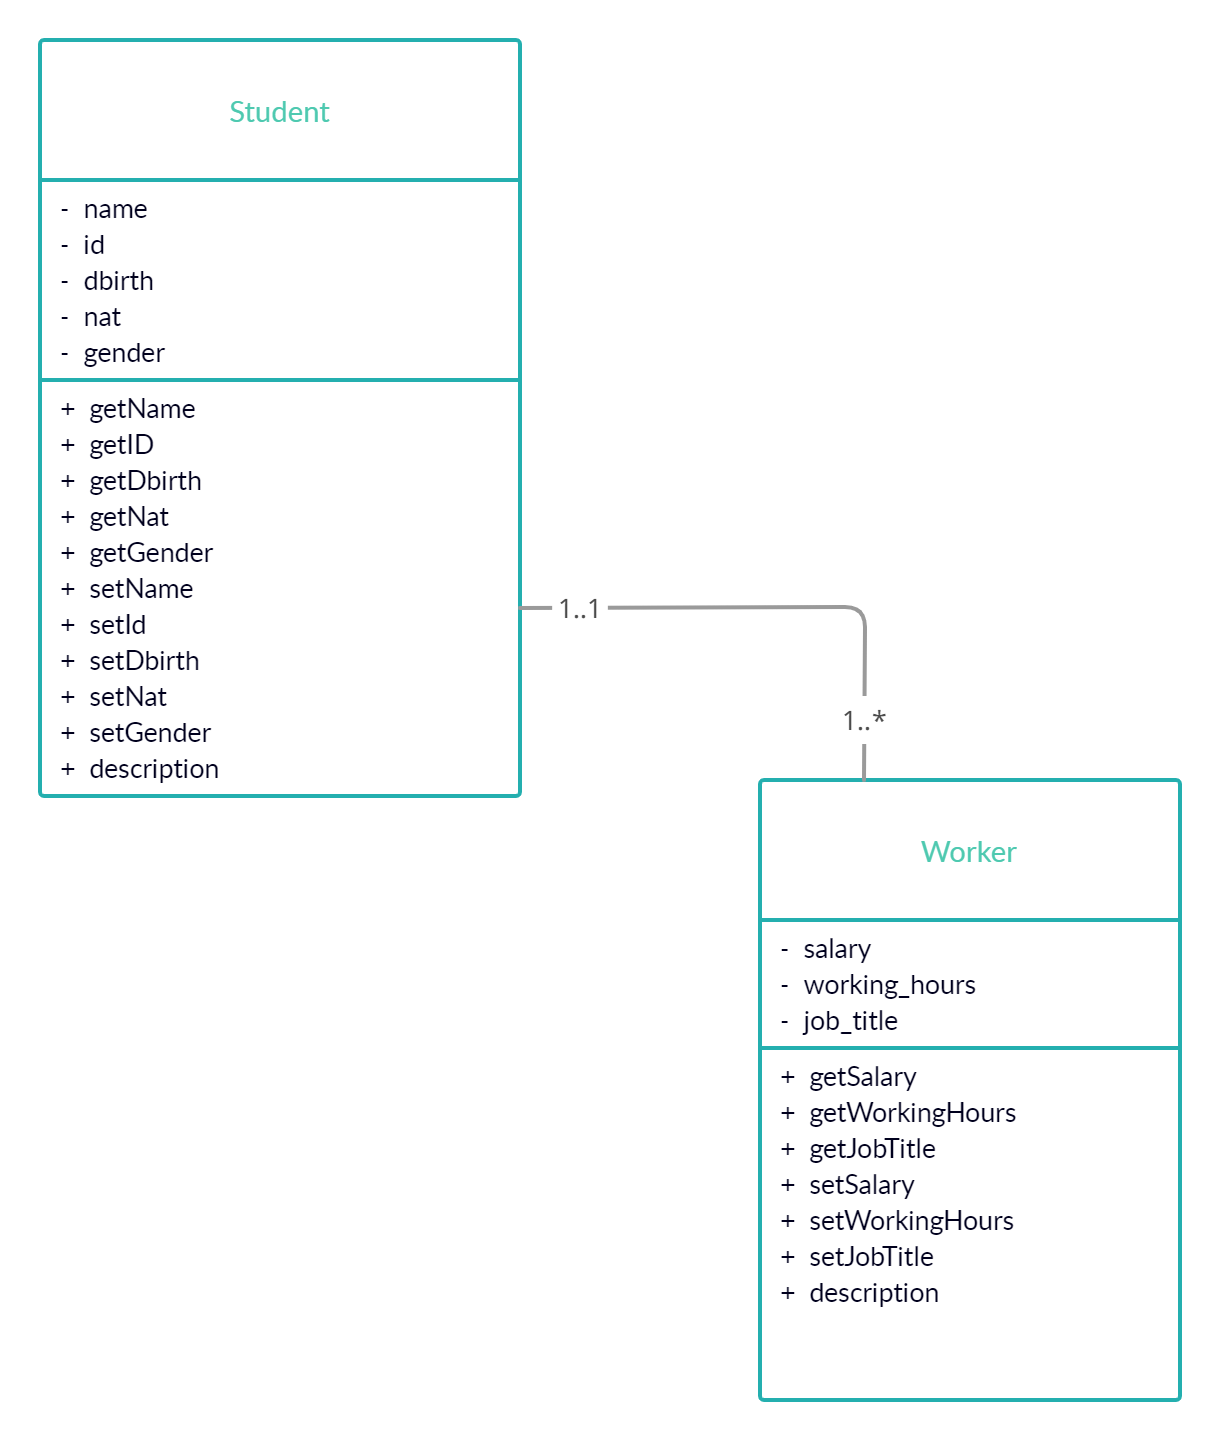 Student
- name
- id
- dbirth
- nat
- gender
+ getName
+ getID
+ getDbirth
+ getNat
+ getGender
+ setName
+ setId
+ setDbirth
+ setNat
+ setGender
+ description
1..1
1..*
Worker
- salary
- working_hours
- job_title
+ getSalary
+ getWorkingHours
+ getJobTitle
+ setSalary
+ setWorkingHours
+ setJobTitle
+ description